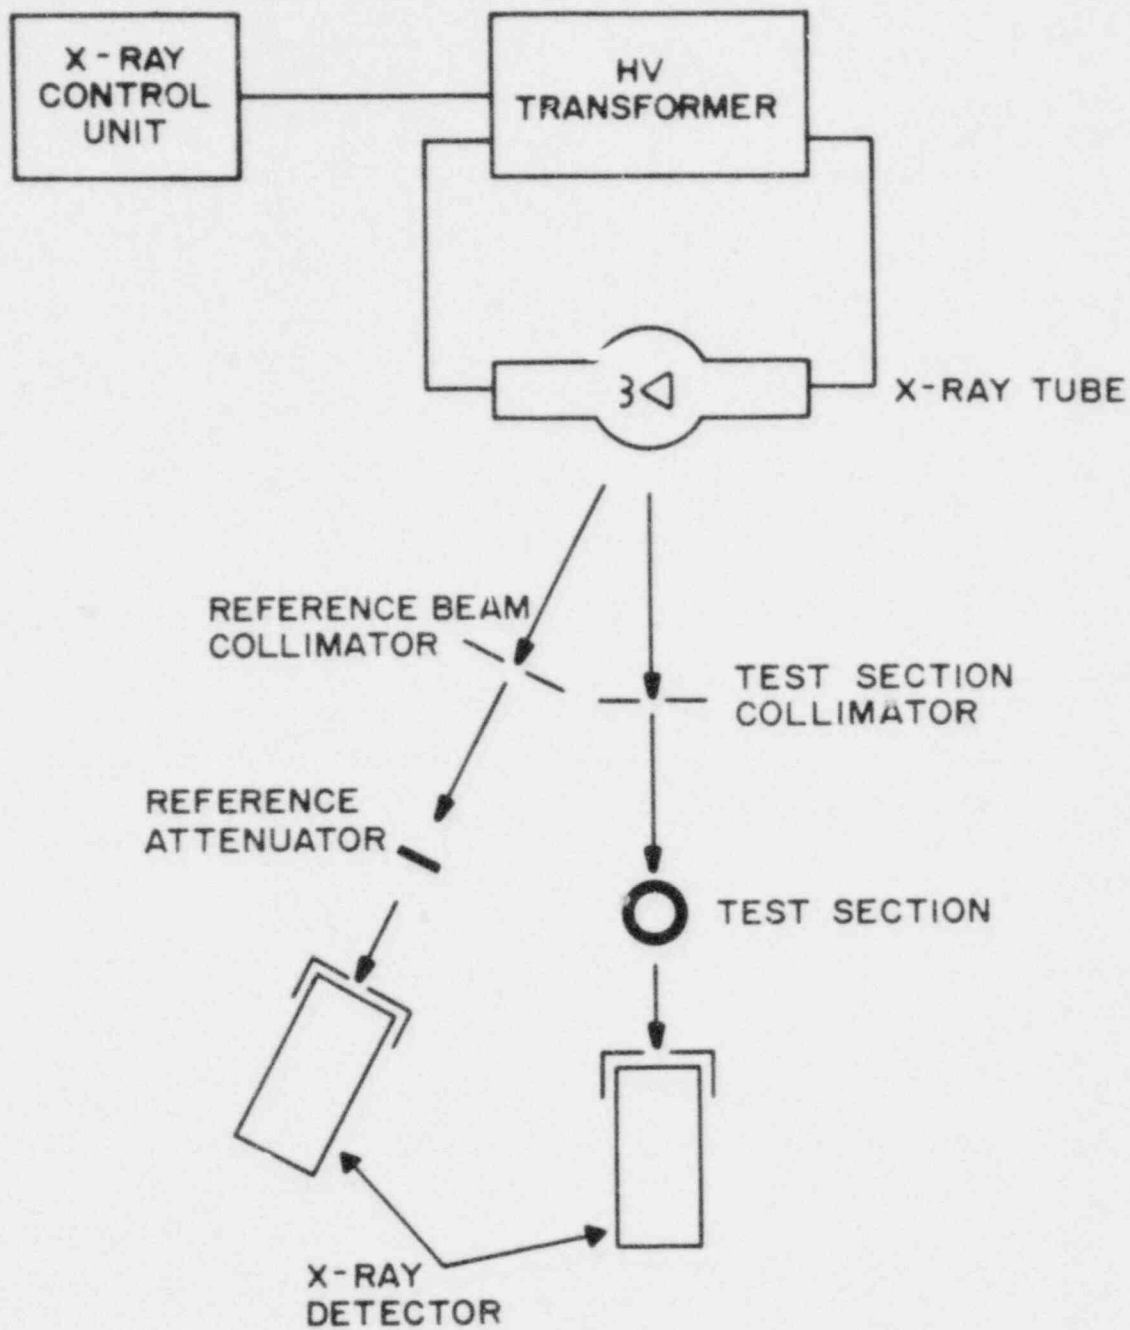 X-RAY
CONTROL
UNIT
HV
TRANSFORMER
X-RAY TUBE
REFERENCE BEAM
COLLIMATOR
TEST SECTION
COLLIMATOR
REFERENCE
ATTENUATOR
TEST SECTION
X-RAY
DETECTOR